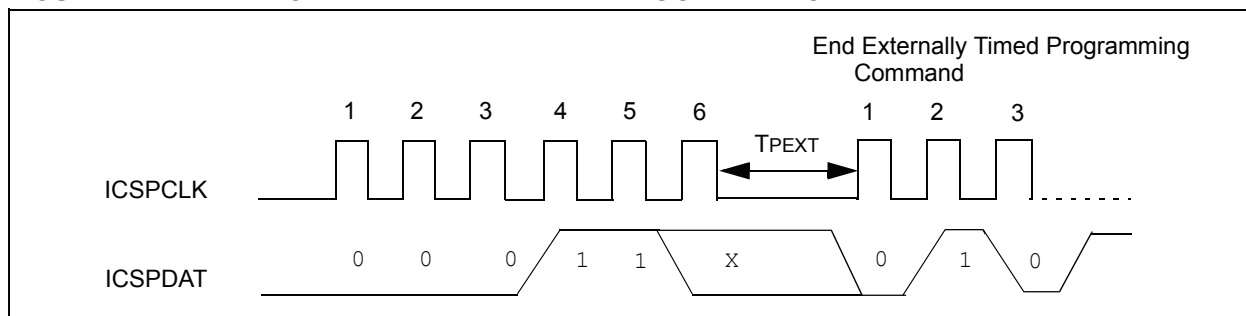 End Externally Timed Programming
Command
1 2 3 4 5 6 1 2 3
TPEXT
ICSPCLK
0 0 0 1 1 X 0 1 0
ICSPDAT